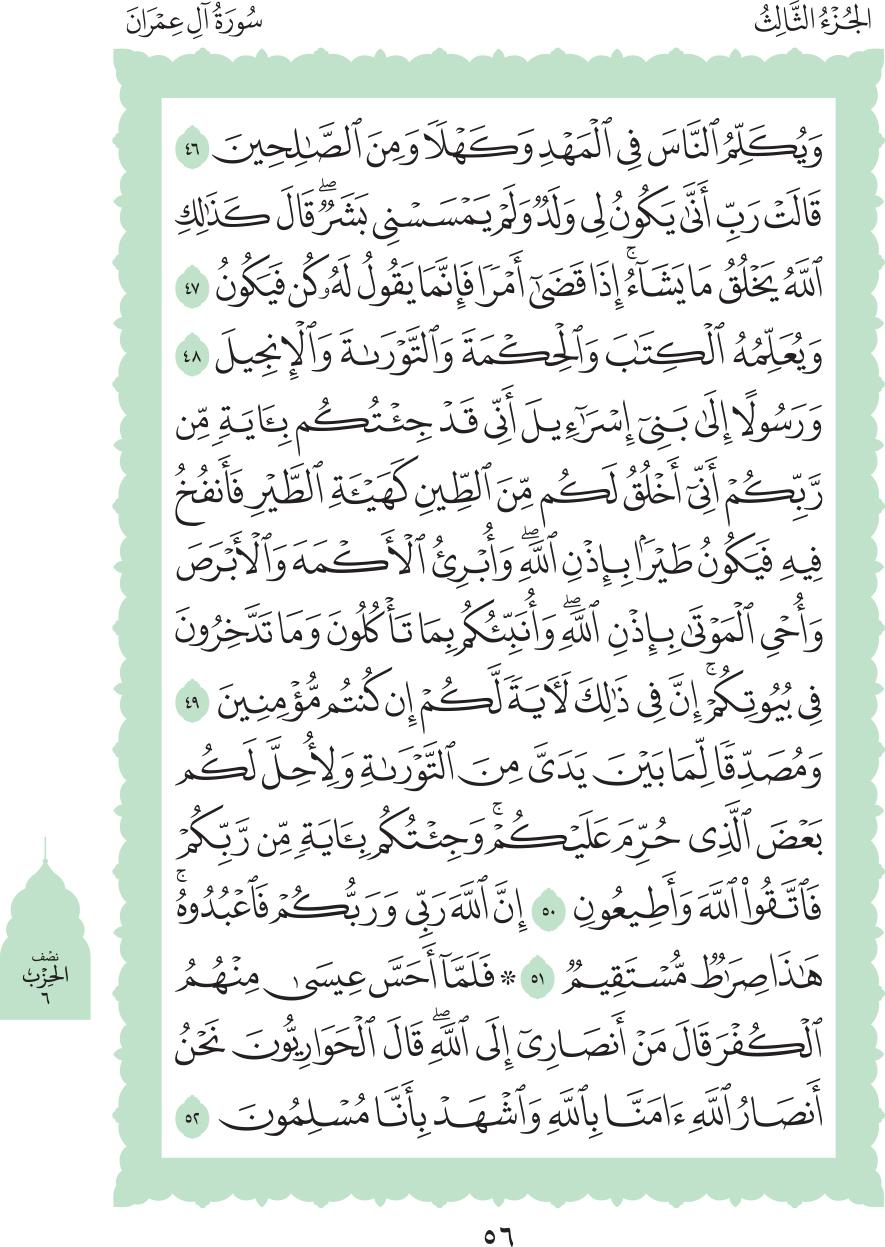 الجُزْءُ الثَّالِثُ
سُورَةُ آلِ عِمْرَانَ
وَيُكَلِّمُ ٱلنَّاسَ فِي ٱلْمَهْدِ وَكَهْلٗا وَمِنَ ٱلصَّٰلِحِينَ ٤٦
قَالَتْ رَبِّ أَنَّىٰ يَكُونُ لِي وَلَدٞ وَلَمْ يَمْسَسْنِي بَشَرٞۖ قَالَ كَذَٰلِكِ
ٱللَّهُ يَخْلُقُ مَا يَشَآءُۚ إِذَا قَضَىٰٓ أَمْرٗا فَإِنَّمَا يَقُولُ لَهُۥ كُن فَيَكُونُ ٤٧
وَيُعَلِّمُهُ ٱلْكِتَٰبَ وَٱلْحِكْمَةَ وَٱلتَّوْرَىٰةَ وَٱلْإِنجِيلَ ٤٨
وَرَسُولًا إِلَىٰ بَنِيٓ إِسْرَٰٓءِيلَ أَنِّي قَدْ جِئْتُكُم بِـَٔايَةٖ مِّن
رَّبِّكُمْ أَنِّيٓ أَخْلُقُ لَكُم مِّنَ ٱلطِّينِ كَهَيْـَٔةِ ٱلطَّيْرِ فَأَنفُخُ
فِيهِ فَيَكُونُ طَيْرَۢا بِإِذْنِ ٱللَّهِۖ وَأُبْرِئُ ٱلْأَكْمَهَ وَٱلْأَبْرَصَ
وَأُحْيِ ٱلْمَوْتَىٰ بِإِذْنِ ٱللَّهِۖ وَأُنَبِّئُكُم بِمَا تَأْكُلُونَ وَمَا تَدَّخِرُونَ
فِي بُيُوتِكُمْۚ إِنَّ فِي ذَٰلِكَ لَأٓيَةٗ لَّكُمْ إِن كُنتُم مُّؤْمِنِينَ ٤٩
وَمُصَدِّقٗا لِّمَا بَيْنَ يَدَيَّ مِنَ ٱلتَّوْرَىٰةِ وَلِأُحِلَّ لَكُم
بَعْضَ ٱلَّذِي حُرِّمَ عَلَيْكُمْۚ وَجِئْتُكُم بِـَٔايَةٖ مِّن رَّبِّكُمْ
فَٱتَّقُوا۟ ٱللَّهَ وَأَطِيعُونِ ٥٠ إِنَّ ٱللَّهَ رَبِّي وَرَبُّكُمْ فَٱعْبُدُوهُۚ
هَٰذَا صِرَٰطٞ مُّسْتَقِيمٞ ٥١ ۞ فَلَمَّآ أَحَسَّ عِيسَىٰ مِنْهُمُ
ٱلْكُفْرَ قَالَ مَنْ أَنصَارِيٓ إِلَى ٱللَّهِۖ قَالَ ٱلْحَوَارِيُّونَ نَحْنُ
أَنصَارُ ٱللَّهِ ءَامَنَّا بِٱللَّهِ وَٱشْهَدْ بِأَنَّا مُسْلِمُونَ ٥٢
نصْف
الحِزْب
٦
٥٦